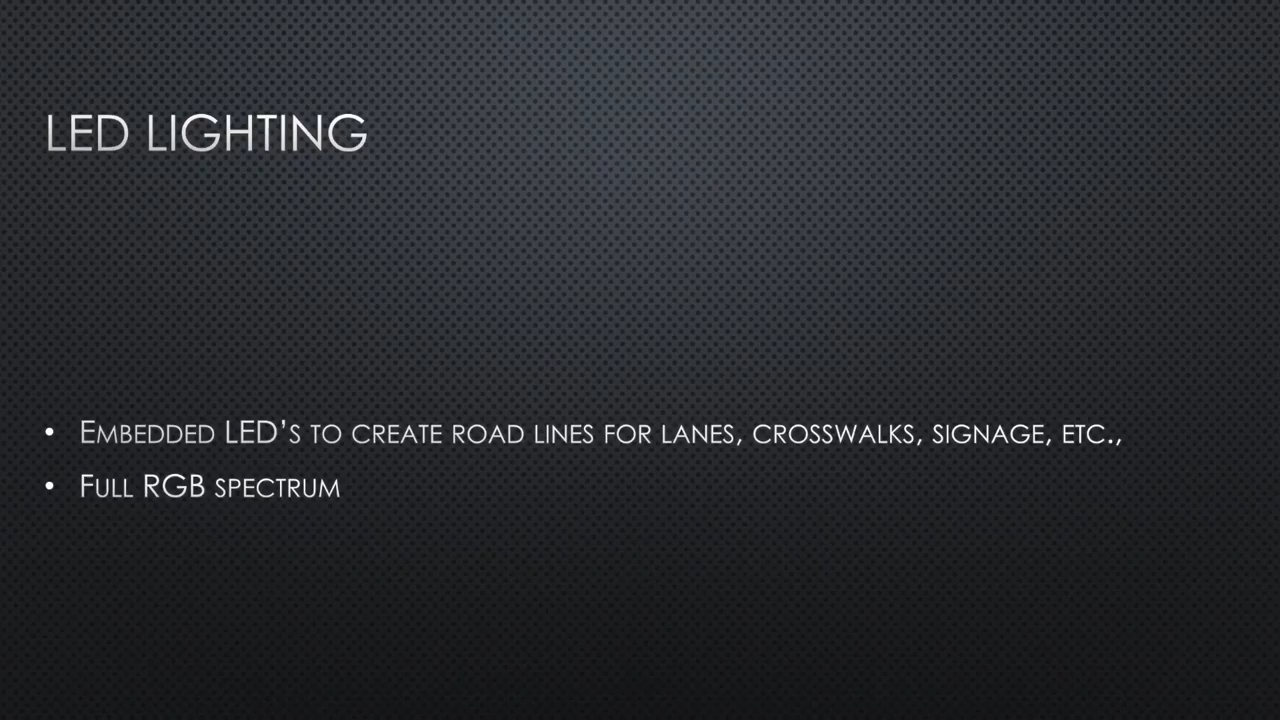 LED LIGHTING
• EMBEDDED LED’S TO CREATE ROAD LINES FOR LANES, CROSSWALKS, SIGNAGE, ETC.,
• FULL RGB SPECTRUM